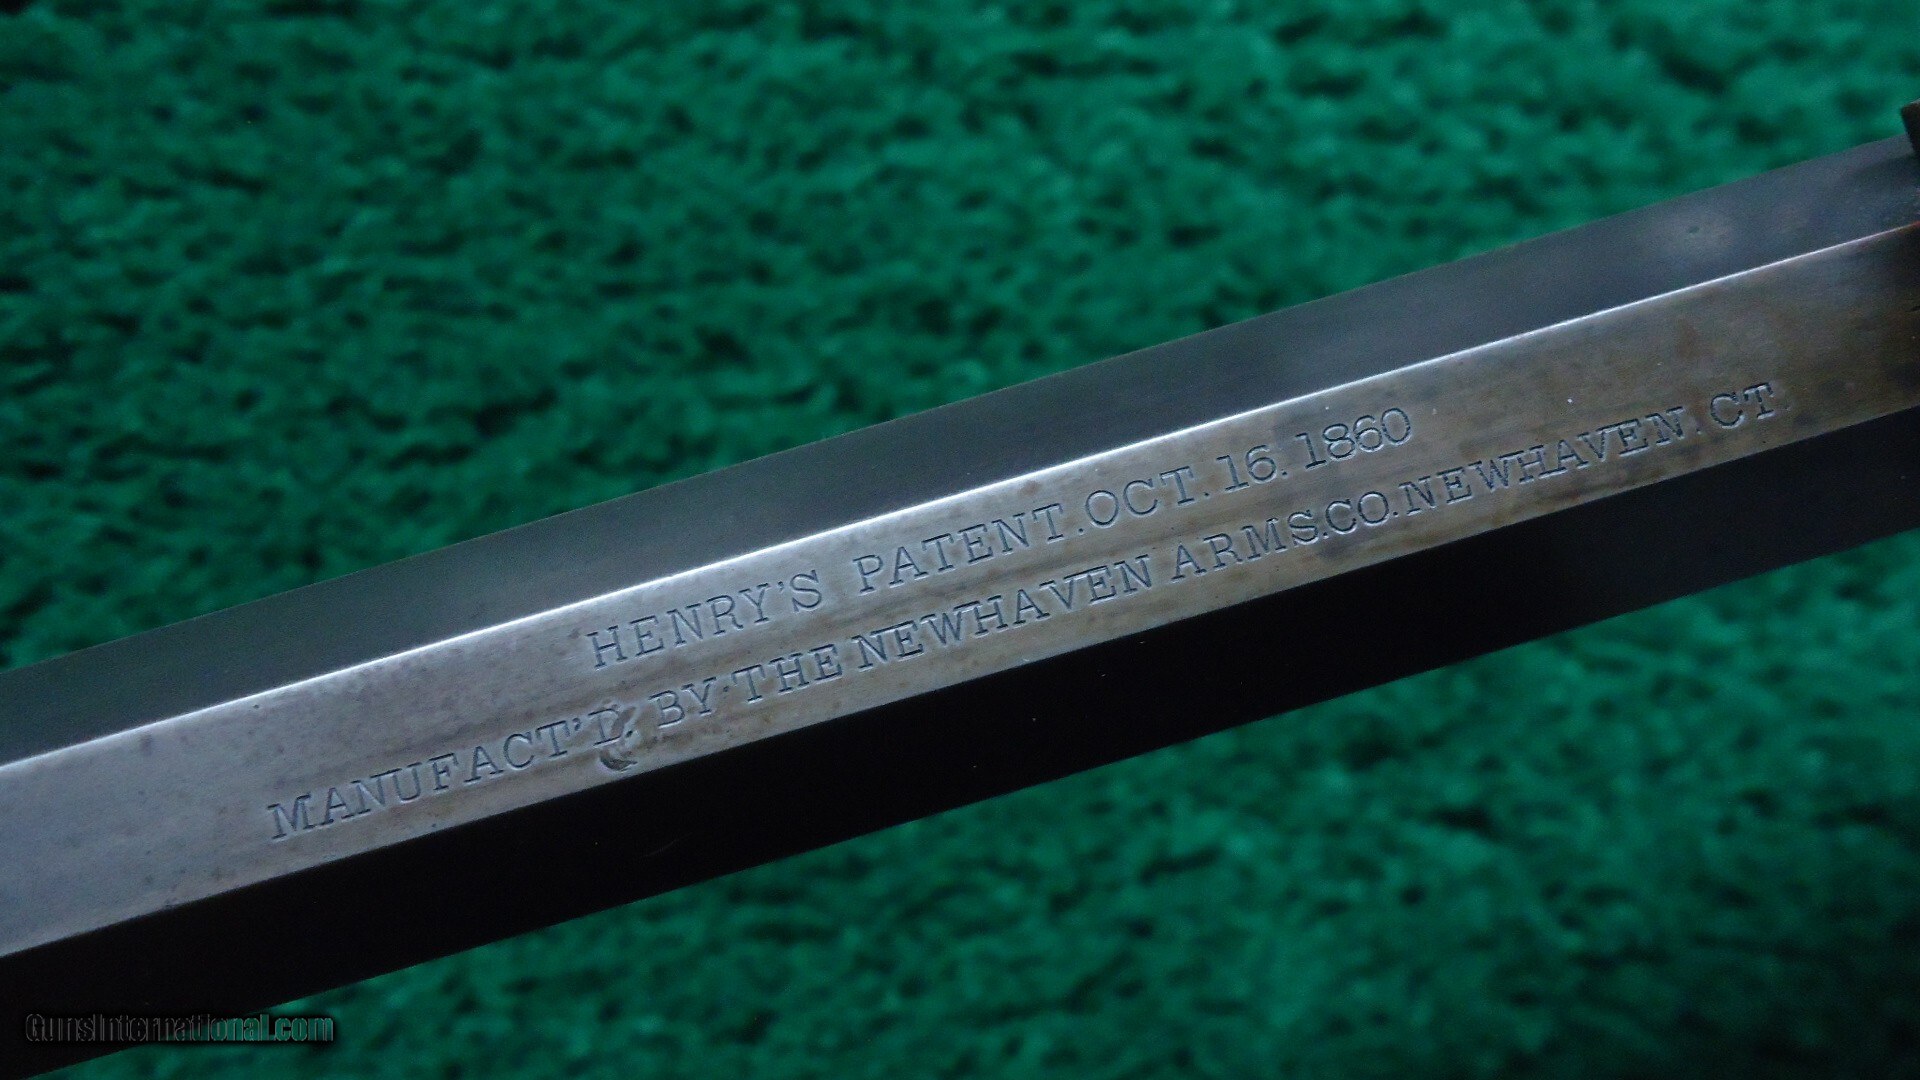 HENRY'S PATENT. OCT. 16. 1860
MANUFACT'D. BY THE NEWHAVEN ARMS.CO. NEWHAVEN. CT.
GunsInternational.com